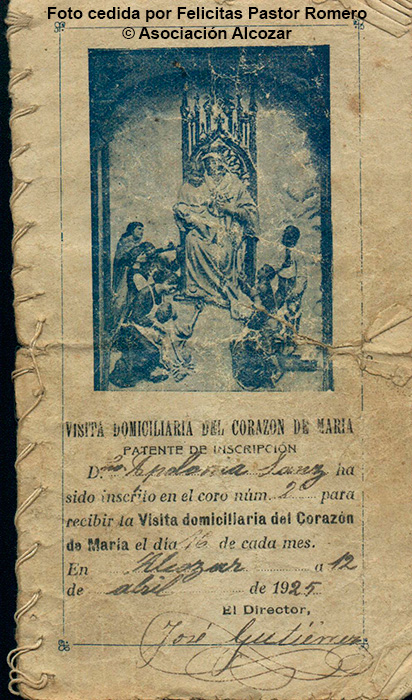 Foto cedida por Felicitas Pastor Romero
© Asociación Alcozar
VISITA DOMICILIARIA DEL CORAZON DE MARIA
PATENTE DE INSCRIPCIÓN
D.ña Apolonia Sanz ha
sido inscrito en el coro núm. 2 para
recibir la Visita domiciliaria del Corazón
de María el día 16 de cada mes.
En Alcozar a 12
de abril de 1925
El Director,
José Gutiérrez